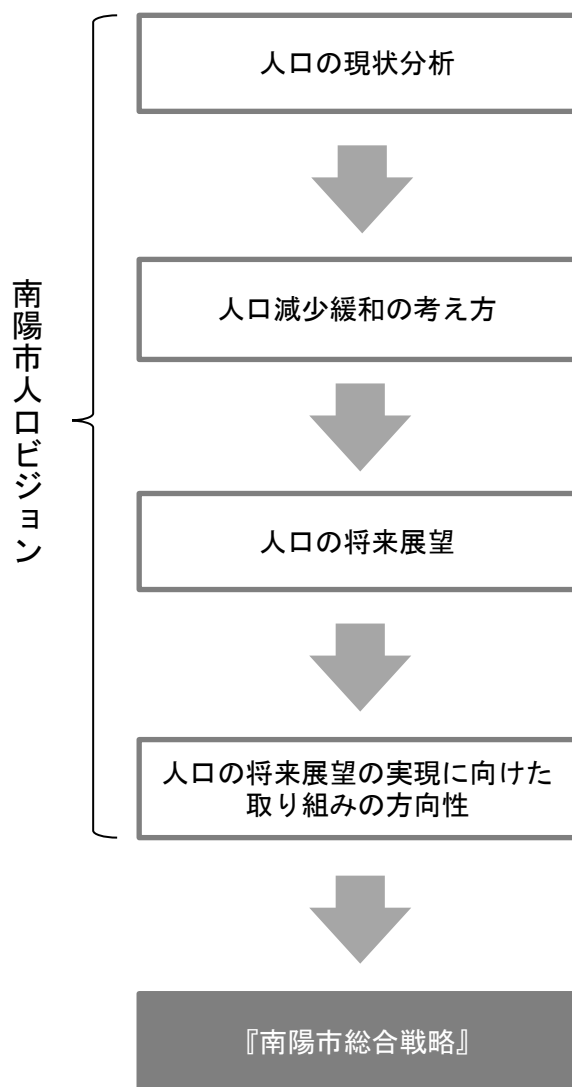 南陽市人口ビジョン
人口の現状分析
人口減少緩和の考え方
人口の将来展望
人口の将来展望の実現に向けた
取り組みの方向性
『南陽市総合戦略』